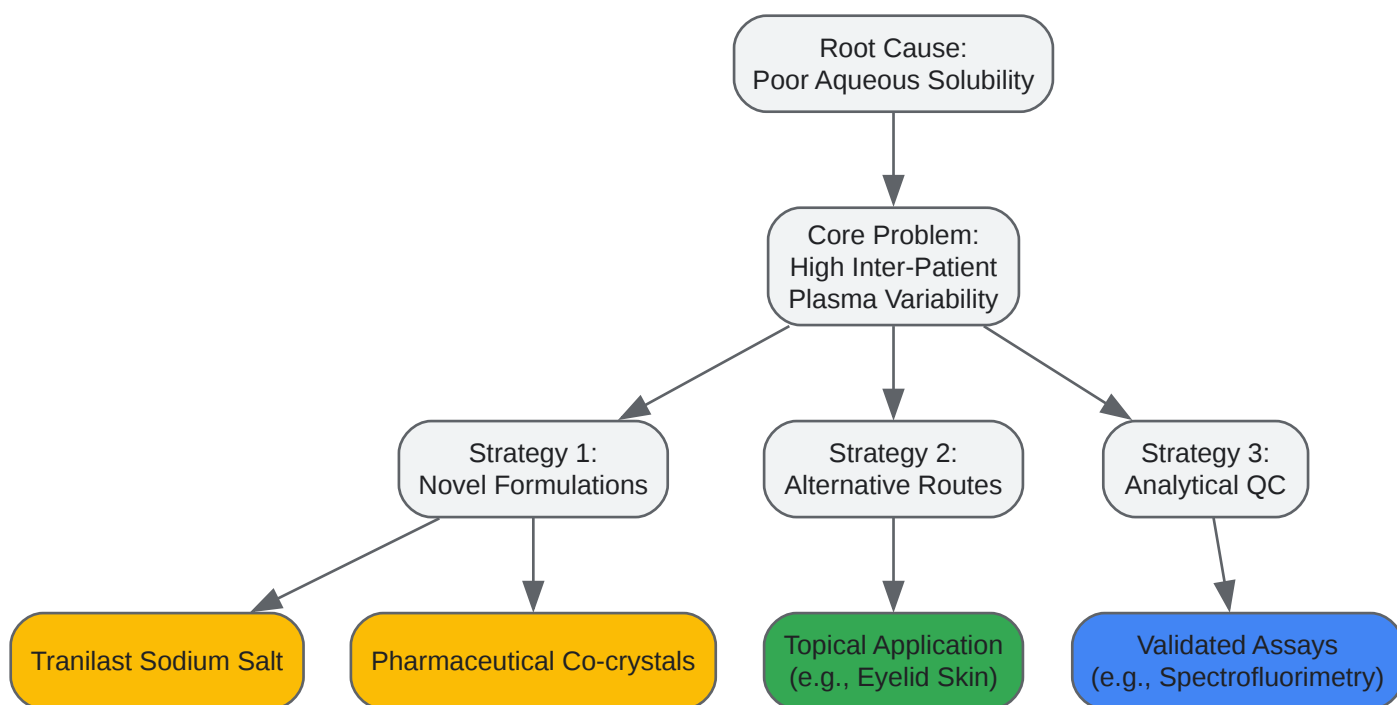 Root Cause:
Poor Aqueous Solubility
Core Problem:
High Inter-Patient
Plasma Variability
Strategy 1:
Novel Formulations
Strategy 2:
Alternative Routes
Strategy 3:
Analytical QC
Tranilast Sodium Salt
Pharmaceutical Co-crystals
Topical Application
(e.g., Eyelid Skin)
Validated Assays
(e.g., Spectrofluorimetry)